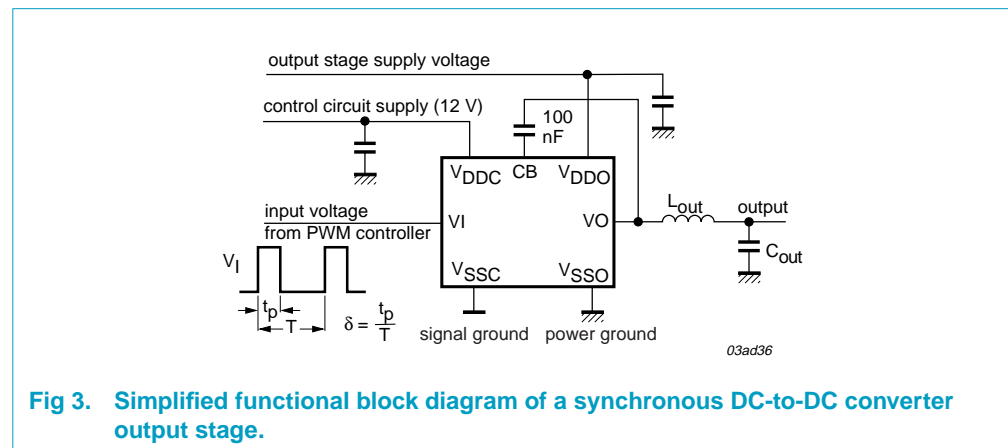 output stage supply voltage
control circuit supply (12 V)
100
nF
VDDC CB VDDO
Lout output
input voltage
from PWM controller
VI VO
Cout
VI
VSSC VSSO
tp
T
δ = tp
T
signal ground power ground
03ad36
Fig 3. Simplified functional block diagram of a synchronous DC-to-DC converter
output stage.